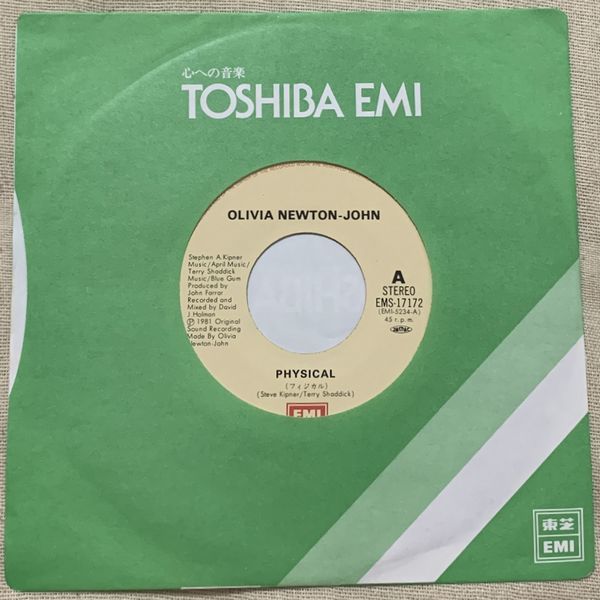 心への音楽
TOSHIBA EMI
OLIVIA NEWTON-JOHN
Stephen A. Kipner
Music/April Music/
Terry Shaddick
Music/Blue Gum
Produced by
John Farrar
Recorded and
Mixed by David
J. Holman
Ⓟ 1981 Original
Sound Recording
Made By Olivia
Newton-John
A
STEREO
EMS-17172
(EMI-5234-A)
45 r.p.m.
PHYSICAL
(フィジカル)
(Steve Kipner/Terry Shaddick)
EMI
東芝
EMI